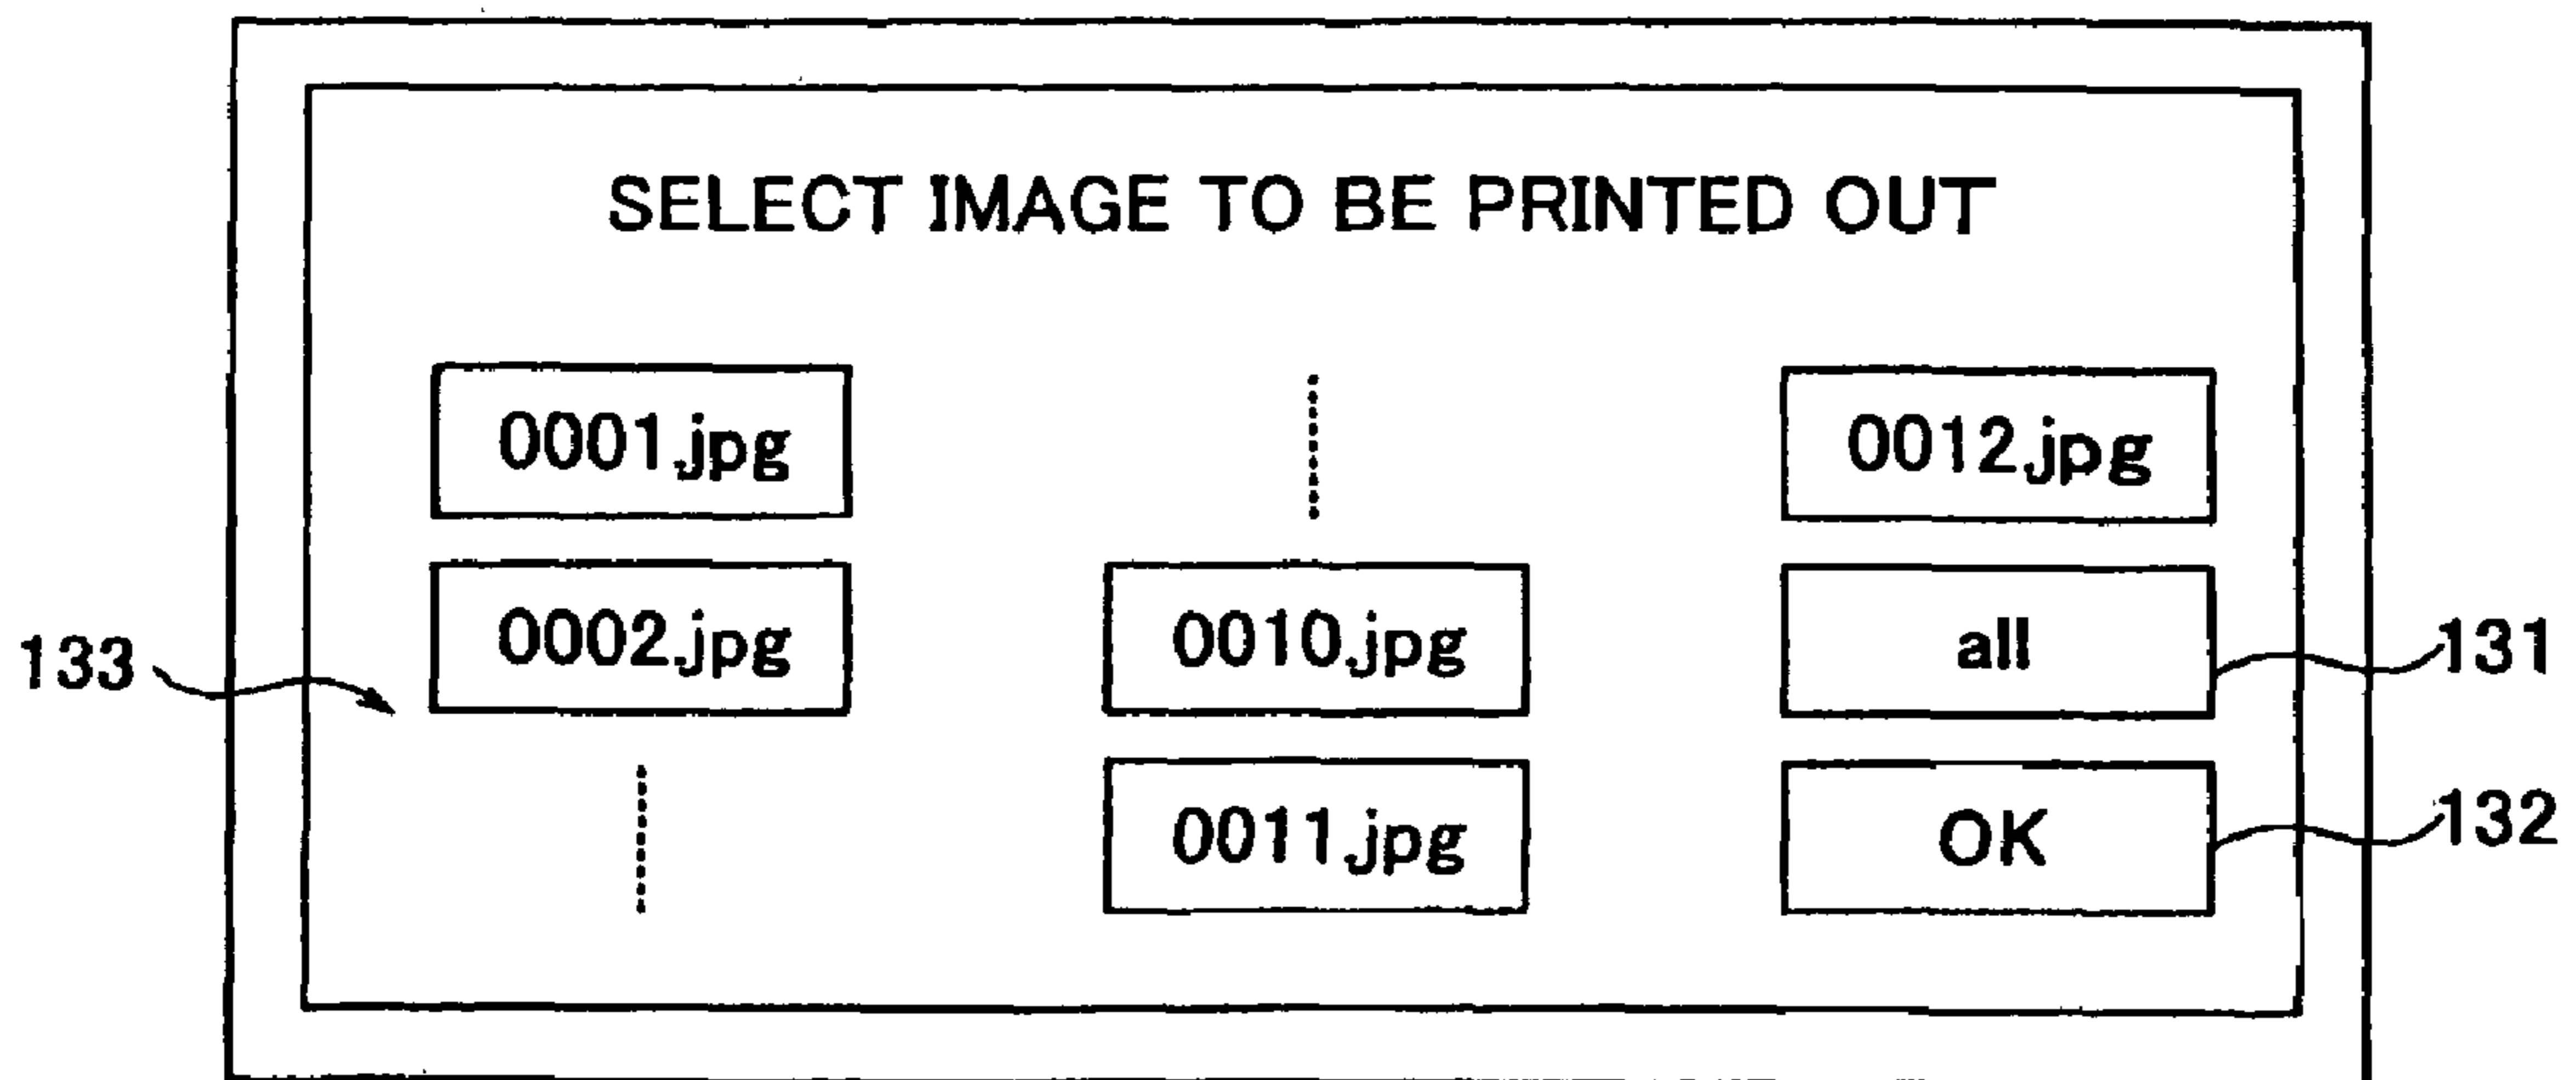 SELECT IMAGE TO BE PRINTED OUT
0001.jpg
0012.jpg
0002.jpg
0010.jpg
all
133
131
0011.jpg
OK
132